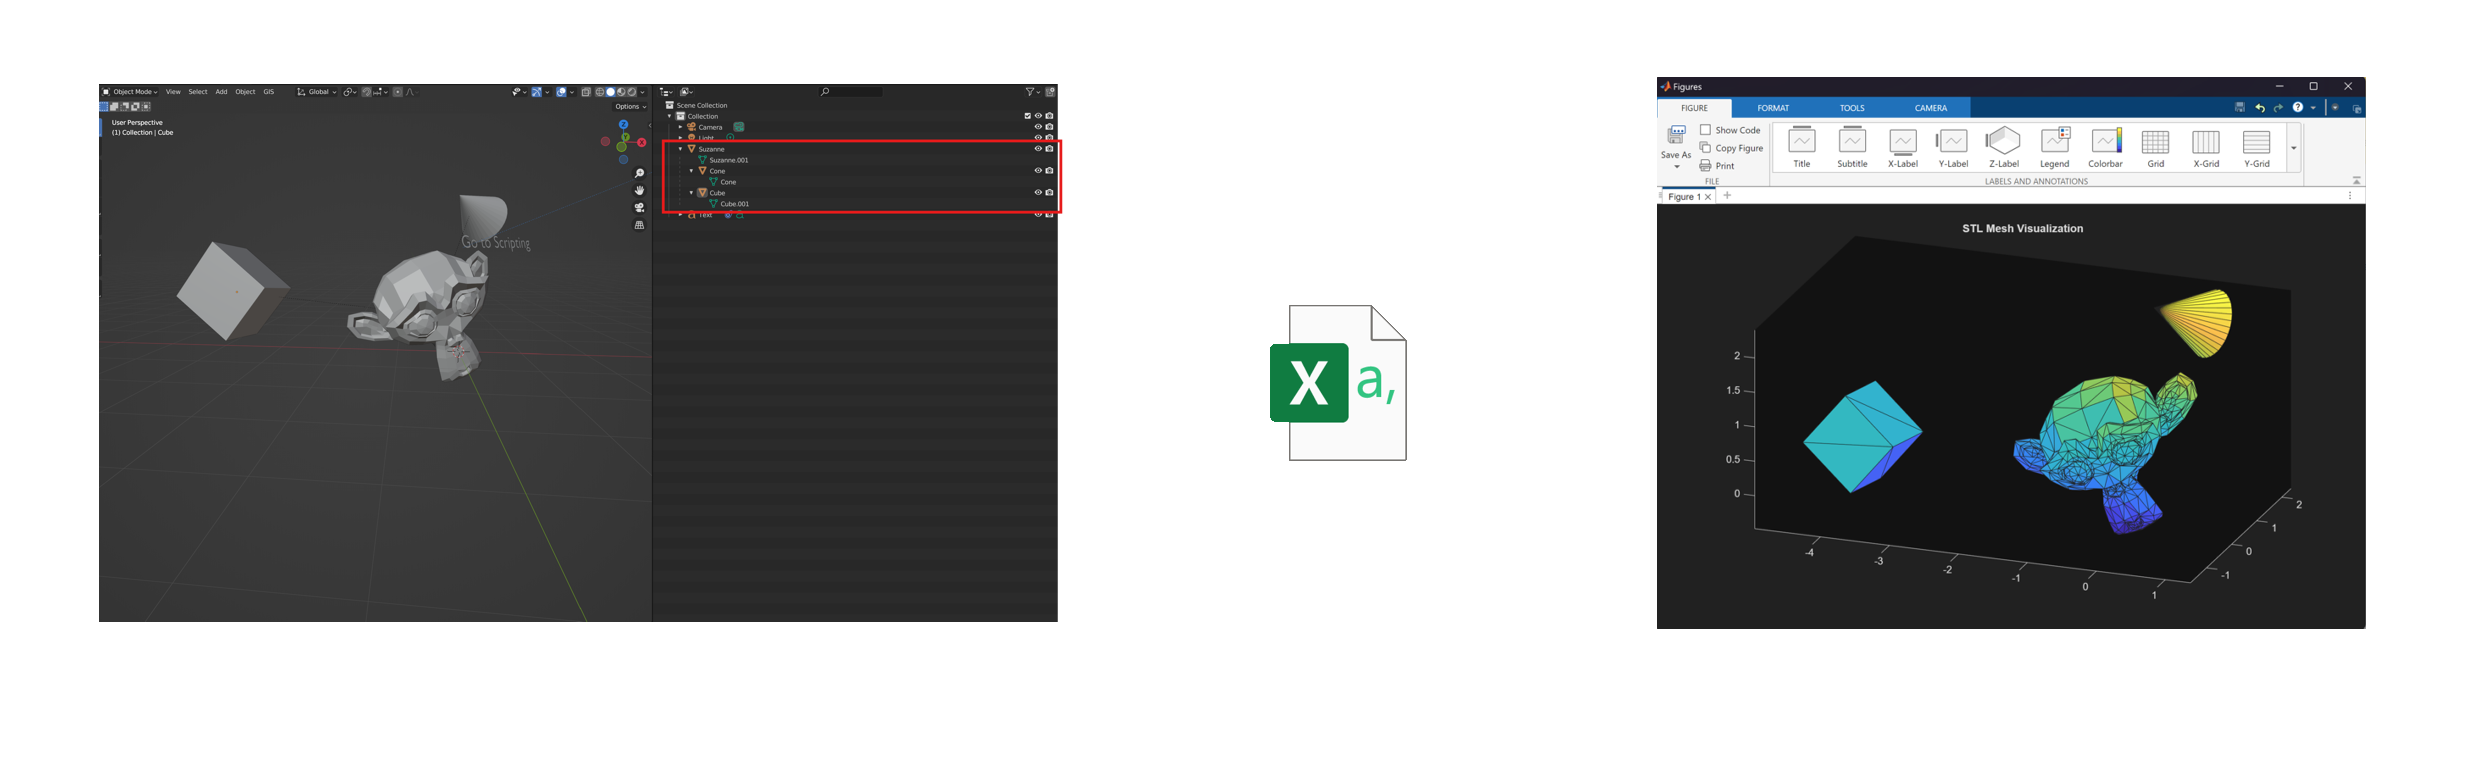 Object Mode View Select Add Object GIS Global
Options
User Perspective
(1) Collection | Cube
Z
Y
X
Go to Scripting
Scene Collection
Collection
Camera
Light
Suzanne
Suzanne.001
Cone
Cone
Cube
Cube.001
Text
X a,
Figures
FIGURE FORMAT TOOLS CAMERA
Save As
Show Code
Copy Figure
Print
FILE
Title Subtitle X-Label Y-Label Z-Label Legend Colorbar Grid X-Grid Y-Grid
LABELS AND ANNOTATIONS
Figure 1
STL Mesh Visualization
2
1.5
1
0.5
0
-4
-3
-2
-1
0
1
-1
0
1
2